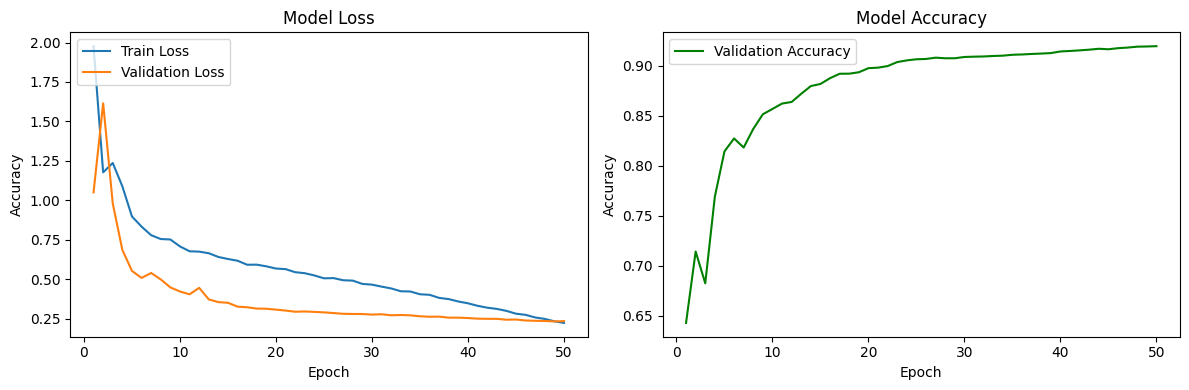 Model Loss
Train Loss
Validation Loss
2.00
1.75
1.50
1.25
1.00
0.75
0.50
0.25
Accuracy
0 10 20 30 40 50
Epoch
Model Accuracy
Validation Accuracy
0.90
0.85
0.80
0.75
0.70
0.65
Accuracy
0 10 20 30 40 50
Epoch